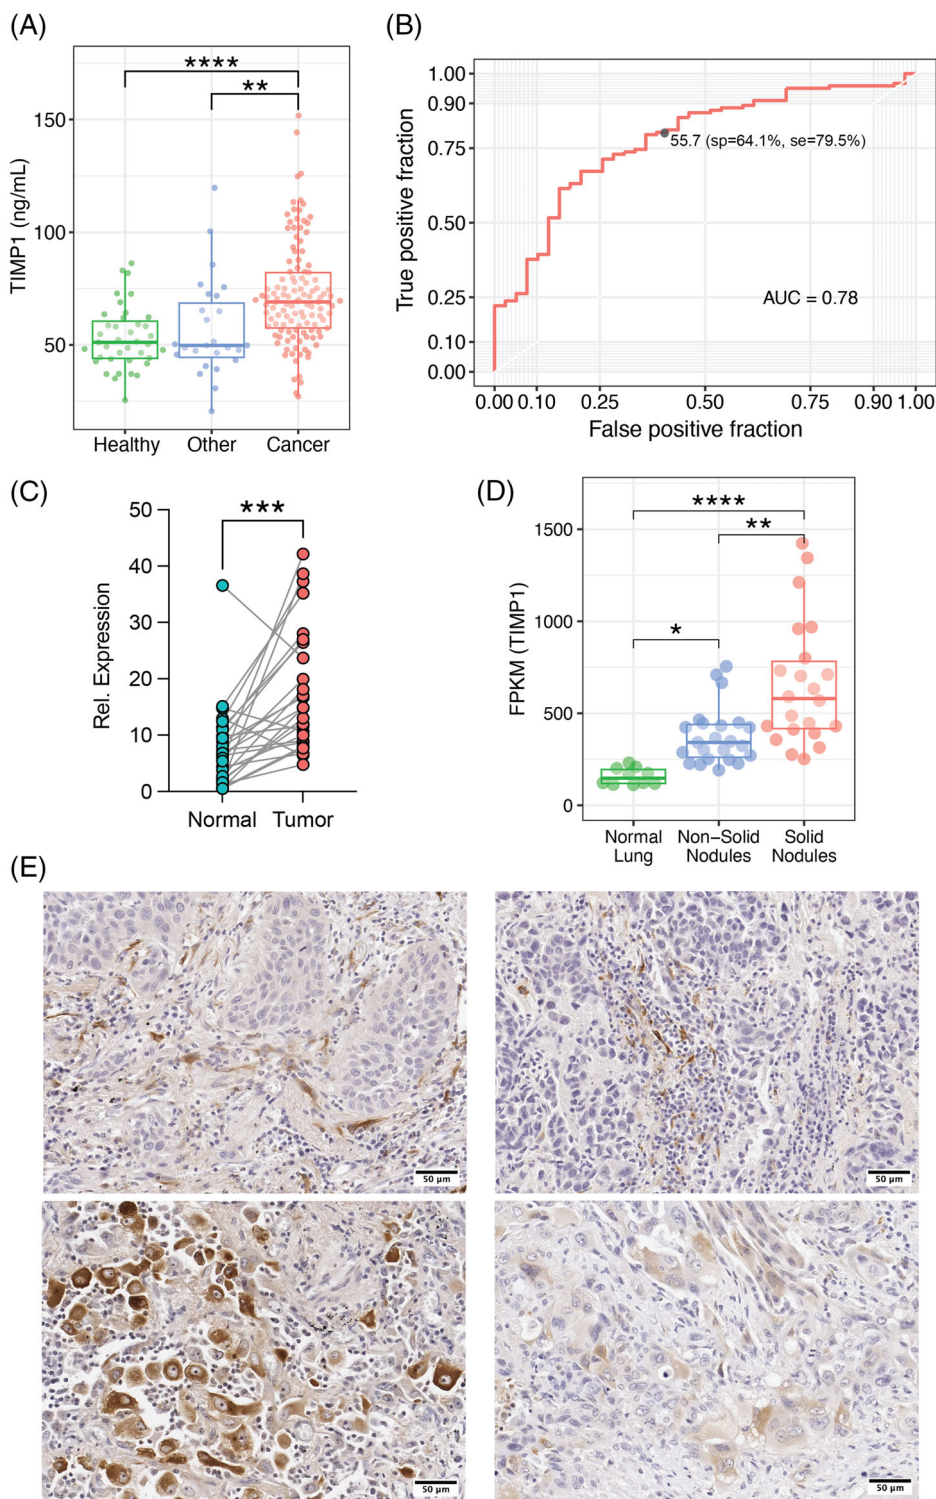 (A)
TIMP1 (ng/mL)
150
100
50
****
**
Healthy Other Cancer
(B)
True positive fraction
1.00
0.90
0.75
0.50
0.25
0.10
0.00
55.7 (sp=64.1%, se=79.5%)
AUC = 0.78
0.00 0.10 0.25 0.50 0.75 0.90 1.00
False positive fraction
(C)
Rel. Expression
50
40
30
20
10
0
***
Normal Tumor
(D)
FPKM (TIMP1)
1500
1000
500
0
****
**
*
Normal Lung
Non-Solid Nodules
Solid Nodules
(E)
50 µm
50 µm
50 µm
50 µm